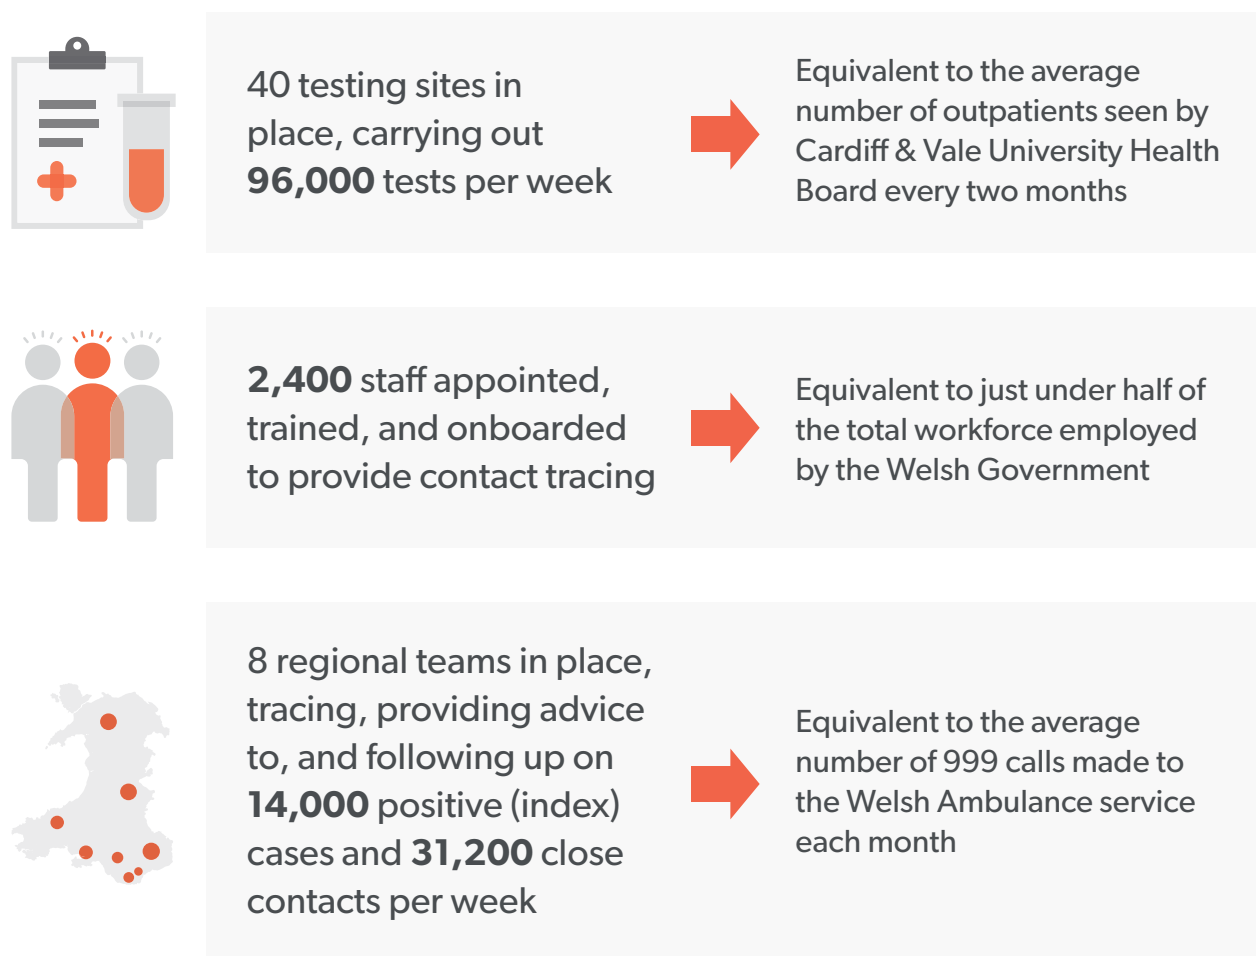 40 testing sites in
place, carrying out
96,000 tests per week
Equivalent to the average
number of outpatients seen by
Cardiff & Vale University Health
Board every two months
2,400 staff appointed,
trained, and onboarded
to provide contact tracing
Equivalent to just under half of
the total workforce employed
by the Welsh Government
8 regional teams in place,
tracing, providing advice
to, and following up on
14,000 positive (index)
cases and 31,200 close
contacts per week
Equivalent to the average
number of 999 calls made to
the Welsh Ambulance service
each month